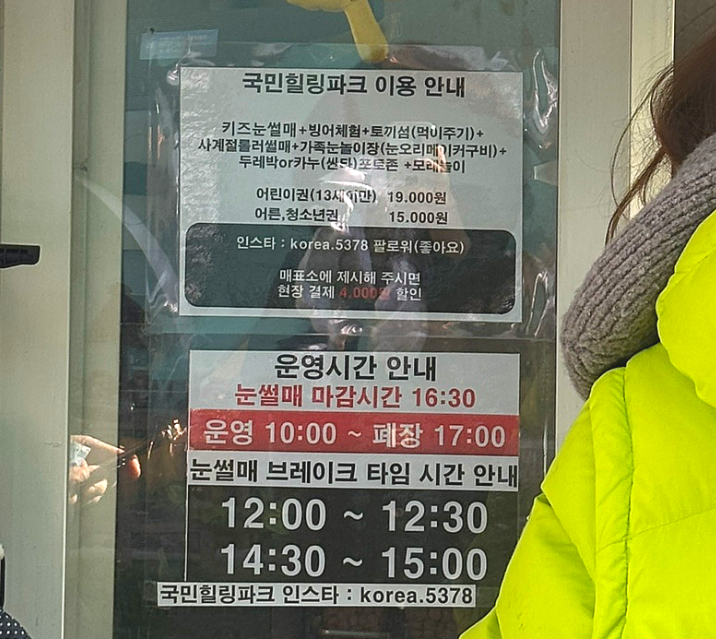 국민힐링파크 이용 안내
키즈눈썰매+빙어체험+토끼섬(먹이주기)+
사계절롤러썰매+가족눈놀이장(눈오리메이커구비)+
두레박or카누(씐당)포토존 +모래놀이
어린이권(13세미만) 19.000원
어른,청소년권 15.000원
인스타 : korea.5378 팔로워(좋아요)
매표소에 제시해 주시면
현장 결제 4.000원 할인
운영시간 안내
눈썰매 마감시간 16:30
운영 10:00 ~ 폐장 17:00
눈썰매 브레이크 타임 시간 안내
12:00 ~ 12:30
14:30 ~ 15:00
국민힐링파크 인스타 : korea.5378